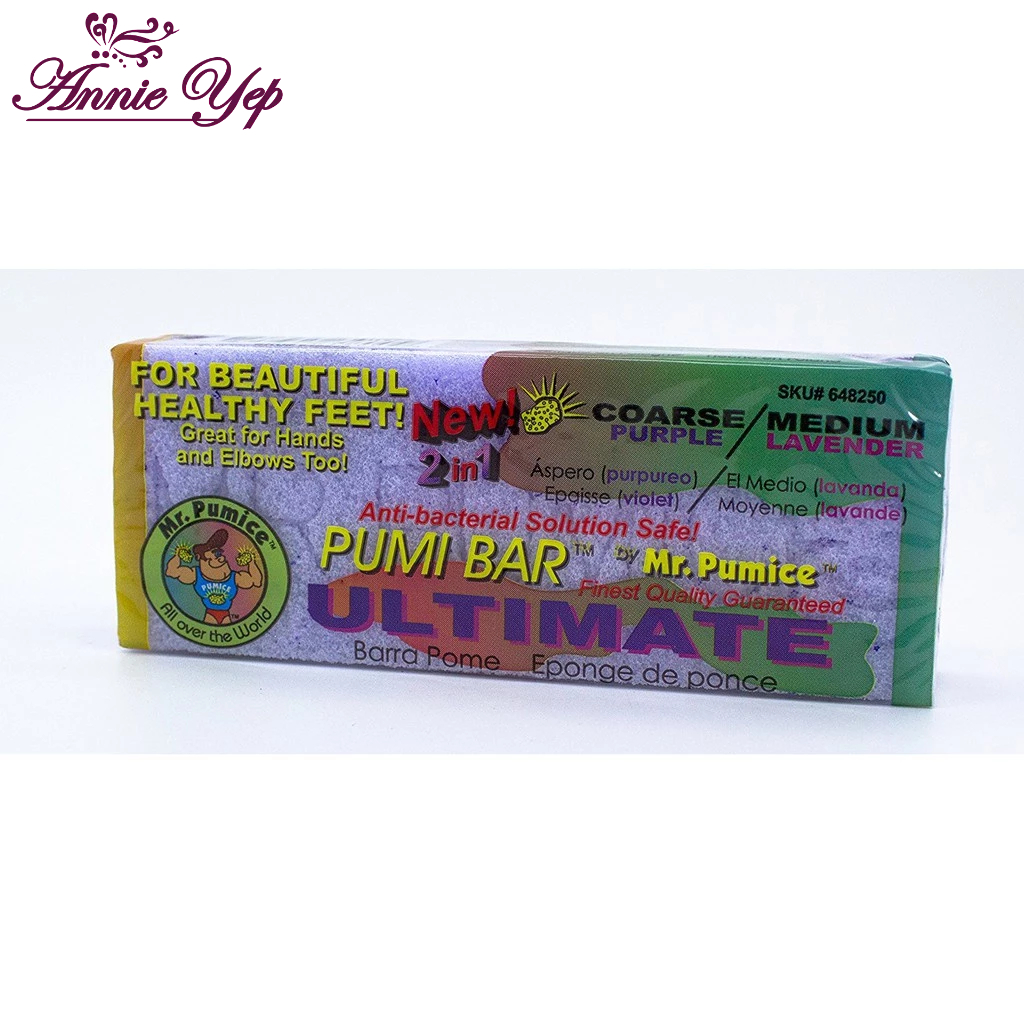 Annie Yep
FOR BEAUTIFUL
HEALTHY FEET!
Great for Hands
and Elbows Too!
New!
2 in 1
SKU# 648250
COARSE / MEDIUM
PURPLE LAVENDER
Áspero (purpureo) / El Medio (lavanda)
Epaisse (violet) Moyenne (lavande)
Anti-bacterial Solution Safe!
PUMI BAR™ by Mr. Pumice™
Finest Quality Guaranteed
ULTIMATE
Barra Pome Eponge de ponce
Mr. Pumice™
PUMICE
All over the World